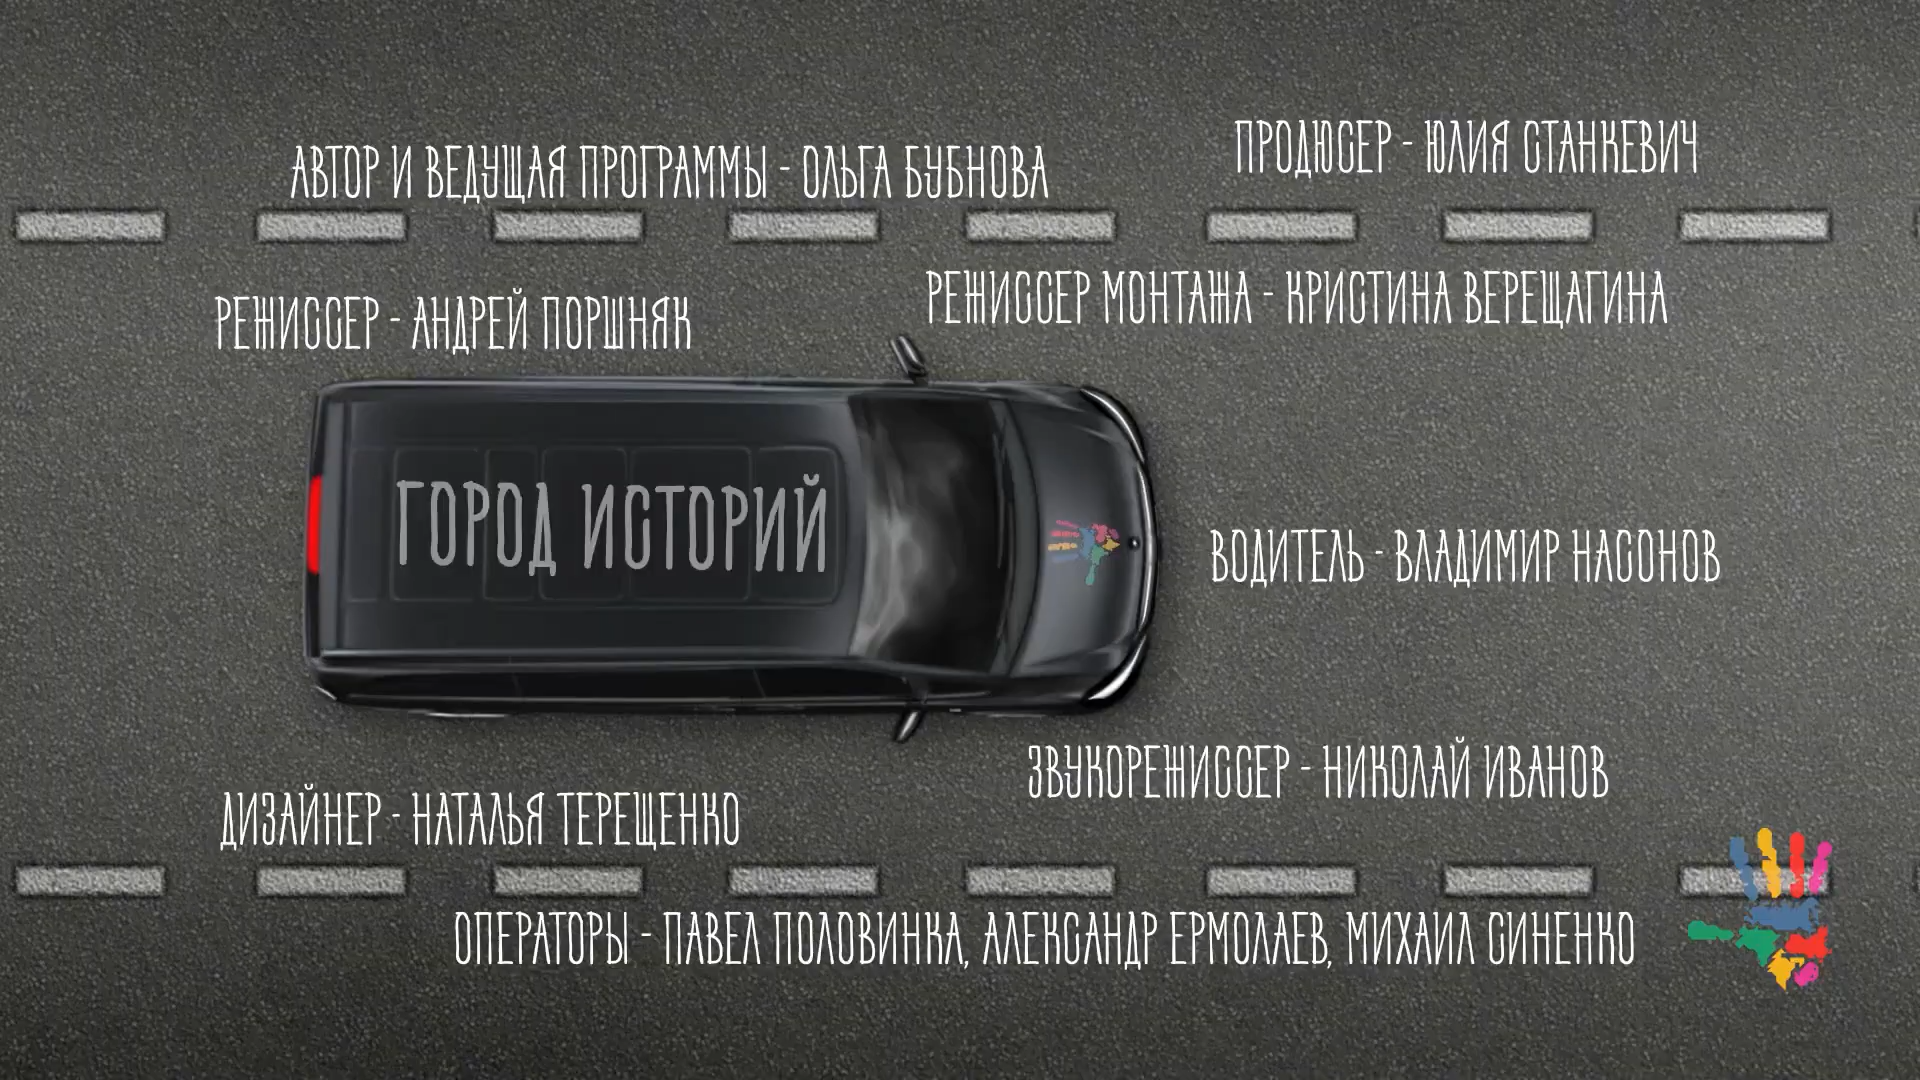 АВТОР И ВЕДУЩАЯ ПРОГРАММЫ - ОЛЬГА БУБНОВА
ПРОДЮСЕР - ЮЛИЯ СТАНКЕВИЧ
РЕЖИССЕР - АНДРЕЙ ПОРШНЯК
РЕЖИССЕР МОНТАЖА - КРИСТИНА ВЕРЕЩАГИНА
ГОРОД ИСТОРИЙ
ВОДИТЕЛЬ - ВЛАДИМИР НАСОНОВ
ЗВУКОРЕЖИССЕР - НИКОЛАЙ ИВАНОВ
ДИЗАЙНЕР - НАТАЛЬЯ ТЕРЕЩЕНКО
ОПЕРАТОРЫ - ПАВЕЛ ПОЛОВИНКА, АЛЕКСАНДР ЕРМОЛАЕВ, МИХАИЛ СИНЕНКО